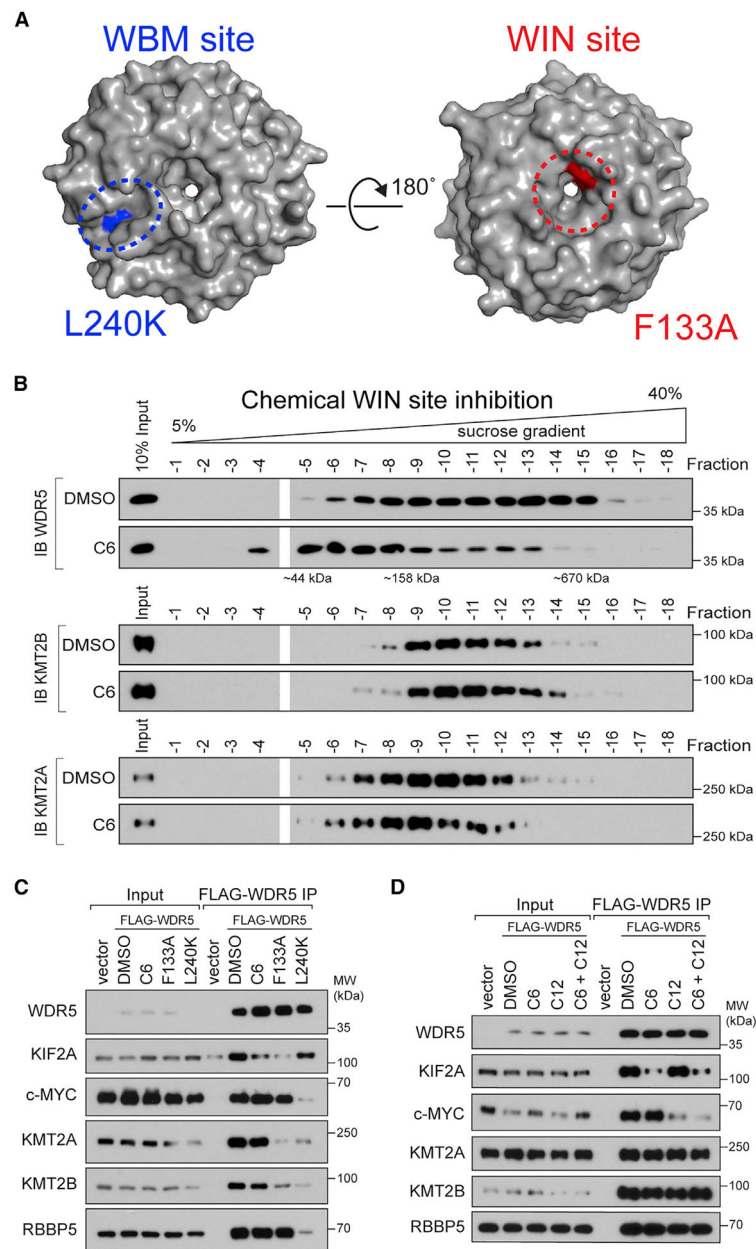 A
WBM site
WIN site
180°
L240K
F133A
B
Chemical WIN site inhibition
5%
40%
sucrose gradient
10% Input
-1 -2 -3 -4 -5 -6 -7 -8 -9 -10 -11 -12 -13 -14 -15 -16 -17 -18 Fraction
IB WDR5
DMSO
35 kDa
C6
35 kDa
~44 kDa ~158 kDa ~670 kDa
Input
-1 -2 -3 -4 -5 -6 -7 -8 -9 -10 -11 -12 -13 -14 -15 -16 -17 -18 Fraction
IB KMT2B
DMSO
100 kDa
C6
100 kDa
Input
-1 -2 -3 -4 -5 -6 -7 -8 -9 -10 -11 -12 -13 -14 -15 -16 -17 -18 Fraction
IB KMT2A
DMSO
250 kDa
C6
250 kDa
C
Input FLAG-WDR5 IP
FLAG-WDR5 FLAG-WDR5
vector DMSO C6 F133A L240K vector DMSO C6 F133A L240K
MW (kDa)
WDR5 35
KIF2A 100
c-MYC 70
KMT2A 250
KMT2B 100
RBBP5 70
D
Input FLAG-WDR5 IP
FLAG-WDR5 FLAG-WDR5
vector DMSO C6 C12 C6 + C12 vector DMSO C6 C12 C6 + C12
MW (kDa)
WDR5 35
KIF2A 100
c-MYC 70
KMT2A 250
KMT2B 100
RBBP5 70